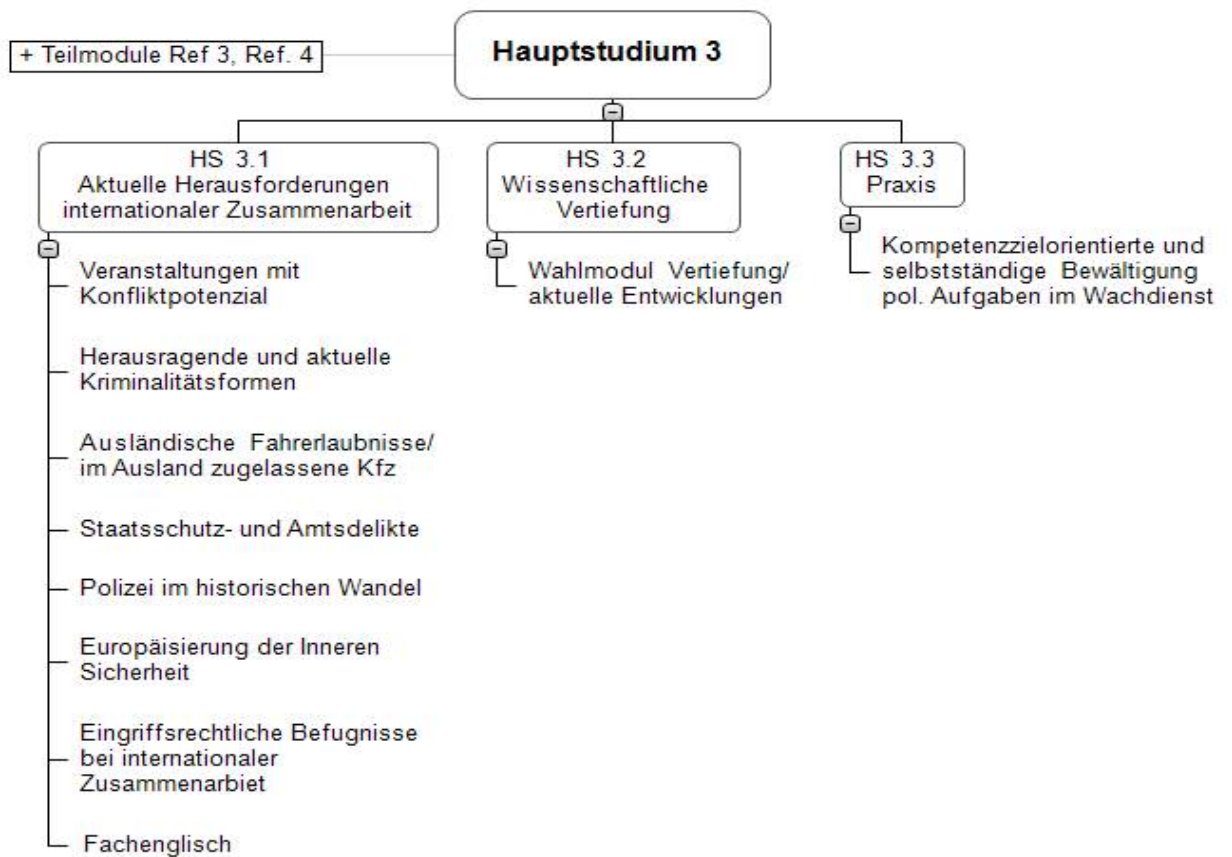 + Teilmodule Ref 3, Ref. 4
Hauptstudium 3
HS 3.1
Aktuelle Herausforderungen
internationaler Zusammenarbeit
Veranstaltungen mit
Konfliktpotenzial
Herausragende und aktuelle
Kriminalitätsformen
Ausländische Fahrerlaubnisse/
im Ausland zugelassene Kfz
Staatsschutz- und Amtsdelikte
Polizei im historischen Wandel
Europäisierung der Inneren
Sicherheit
Eingriffsrechtliche Befugnisse
bei internationaler
Zusammenarbiet
Fachenglisch
HS 3.2
Wissenschaftliche
Vertiefung
Wahlmodul Vertiefung/
aktuelle Entwicklungen
HS 3.3
Praxis
Kompetenzzielorientierte und
selbstständige Bewältigung
pol. Aufgaben im Wachdienst